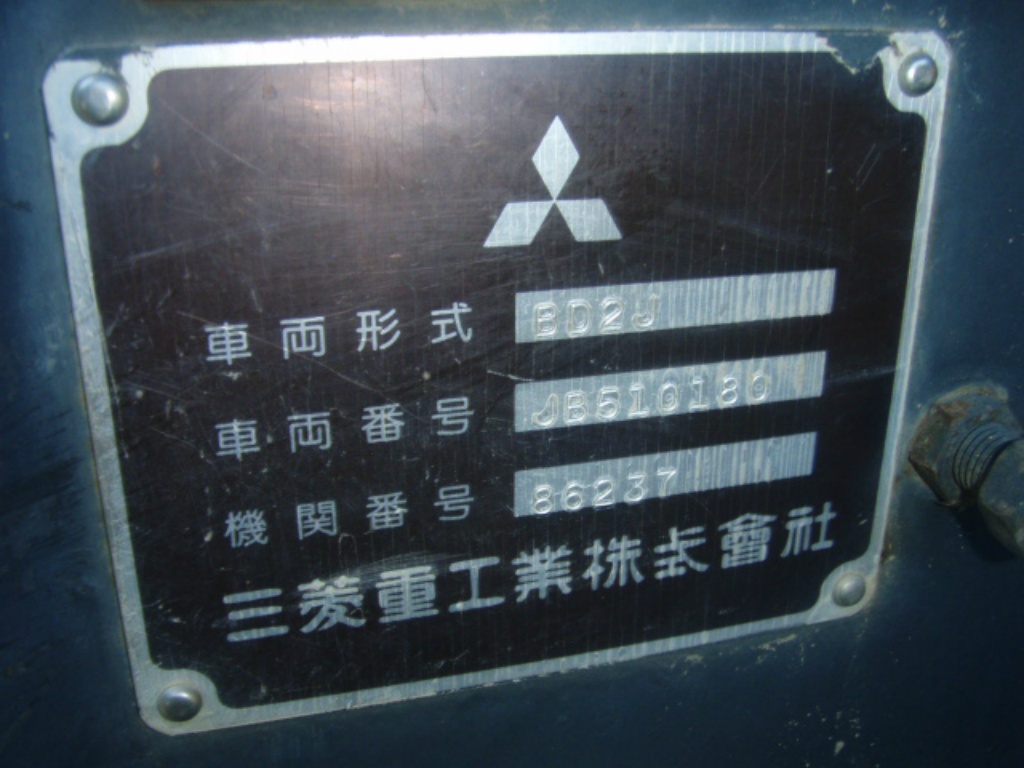 車両形式 BD2J
車両番号 JB510180
機関番号 86237
三菱重工業株式會社